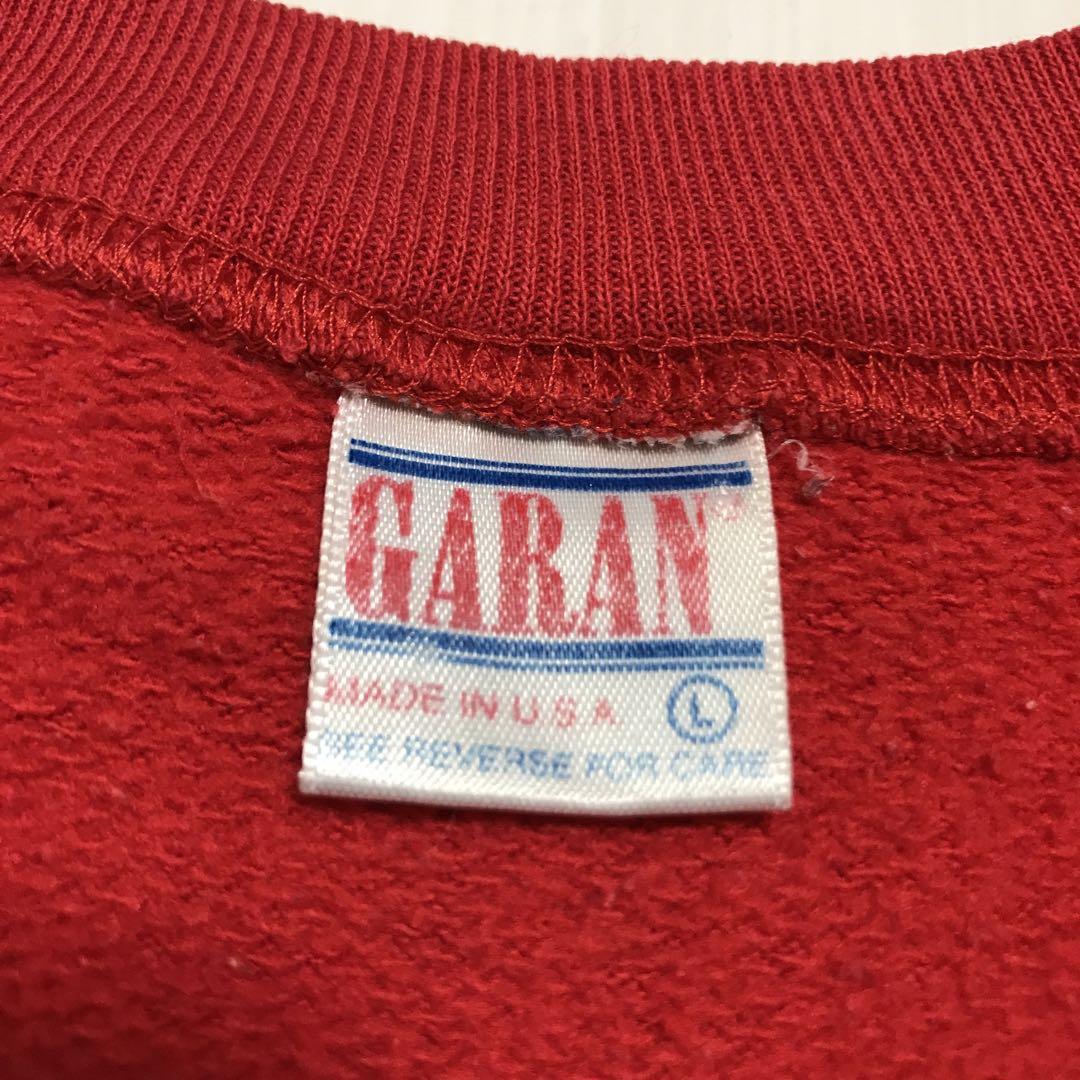 GARAN®
MADE IN U S A Ⓛ
SEE REVERSE FOR CARE